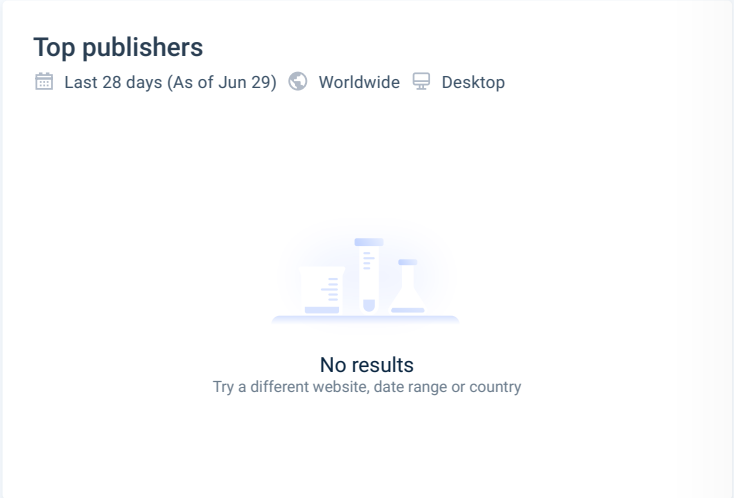 Top publishers
Last 28 days (As of Jun 29) Worldwide Desktop
No results
Try a different website, date range or country